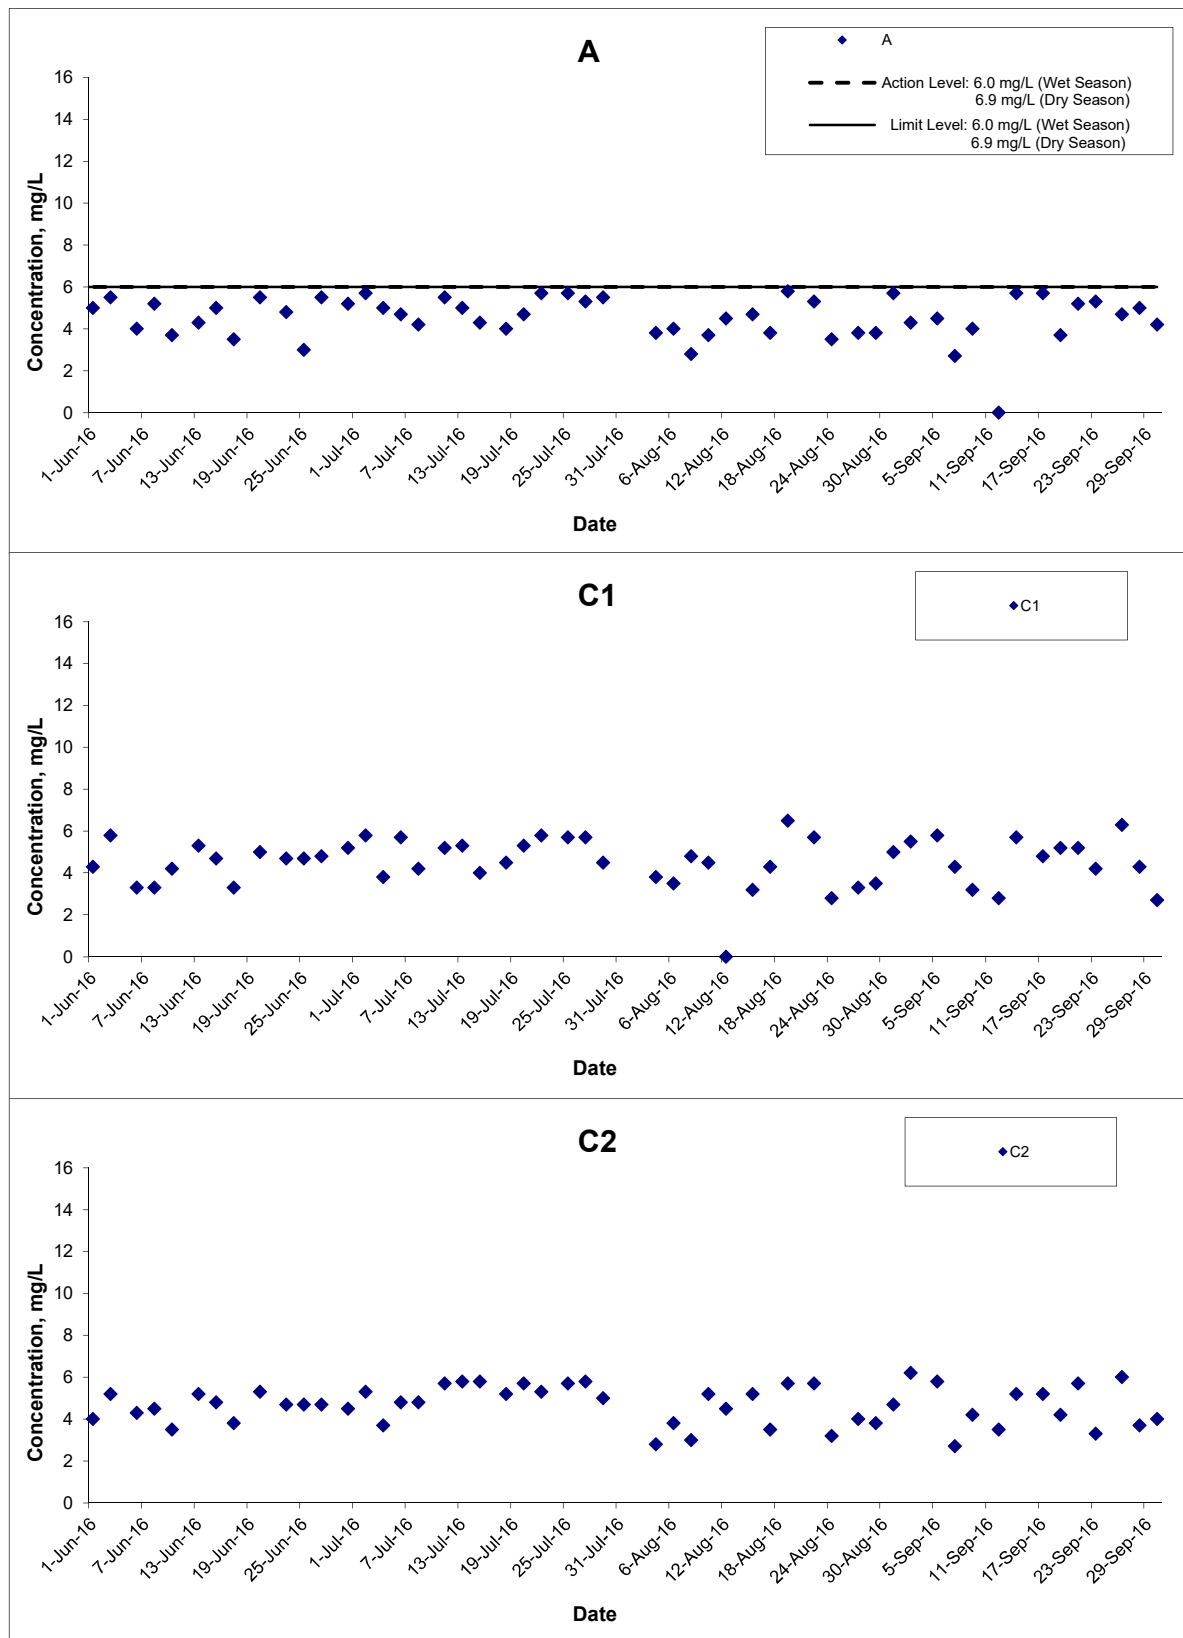 A
A
Action Level: 6.0 mg/L (Wet Season)
6.9 mg/L (Dry Season)
Limit Level: 6.0 mg/L (Wet Season)
6.9 mg/L (Dry Season)
Concentration, mg/L
16
14
12
10
8
6
4
2
0
1-Jun-16
7-Jun-16
13-Jun-16
19-Jun-16
25-Jun-16
1-Jul-16
7-Jul-16
13-Jul-16
19-Jul-16
25-Jul-16
31-Jul-16
6-Aug-16
12-Aug-16
18-Aug-16
24-Aug-16
30-Aug-16
5-Sep-16
11-Sep-16
17-Sep-16
23-Sep-16
29-Sep-16
Date
C1
C1
Concentration, mg/L
16
14
12
10
8
6
4
2
0
1-Jun-16
7-Jun-16
13-Jun-16
19-Jun-16
25-Jun-16
1-Jul-16
7-Jul-16
13-Jul-16
19-Jul-16
25-Jul-16
31-Jul-16
6-Aug-16
12-Aug-16
18-Aug-16
24-Aug-16
30-Aug-16
5-Sep-16
11-Sep-16
17-Sep-16
23-Sep-16
29-Sep-16
Date
C2
C2
Concentration, mg/L
16
14
12
10
8
6
4
2
0
1-Jun-16
7-Jun-16
13-Jun-16
19-Jun-16
25-Jun-16
1-Jul-16
7-Jul-16
13-Jul-16
19-Jul-16
25-Jul-16
31-Jul-16
6-Aug-16
12-Aug-16
18-Aug-16
24-Aug-16
30-Aug-16
5-Sep-16
11-Sep-16
17-Sep-16
23-Sep-16
29-Sep-16
Date